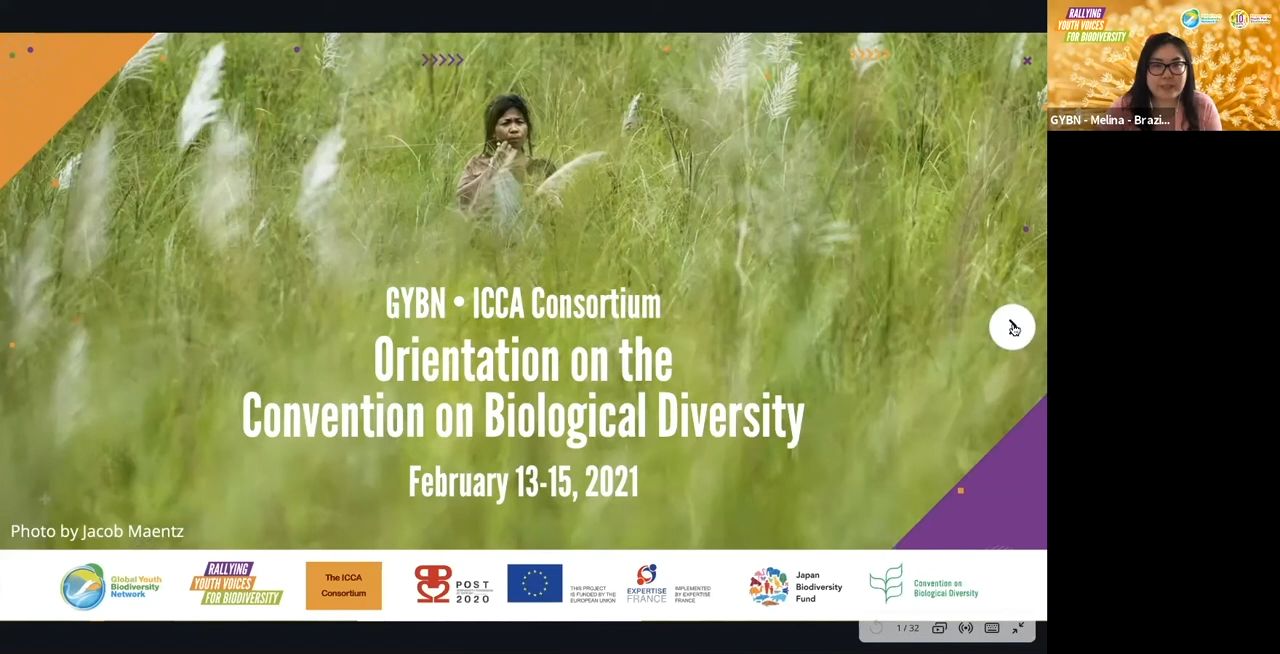 GYBN • ICCA Consortium
Orientation on the
Convention on Biological Diversity
February 13-15, 2021
Photo by Jacob Maentz
Global Youth
Biodiversity
Network
RALLYING
YOUTH VOICES
FOR BIODIVERSITY
The ICCA
Consortium
POST
2020
THIS PROJECT
IS FUNDED BY THE
EUROPEAN UNION
EXPERTISE
FRANCE
IMPLEMENTED
BY EXPERTISE
FRANCE
Japan
Biodiversity
Fund
Convention on
Biological Diversity
1 / 32
RALLYING
YOUTH VOICES
FOR BIODIVERSITY
GYBN - Melina - Brazi...